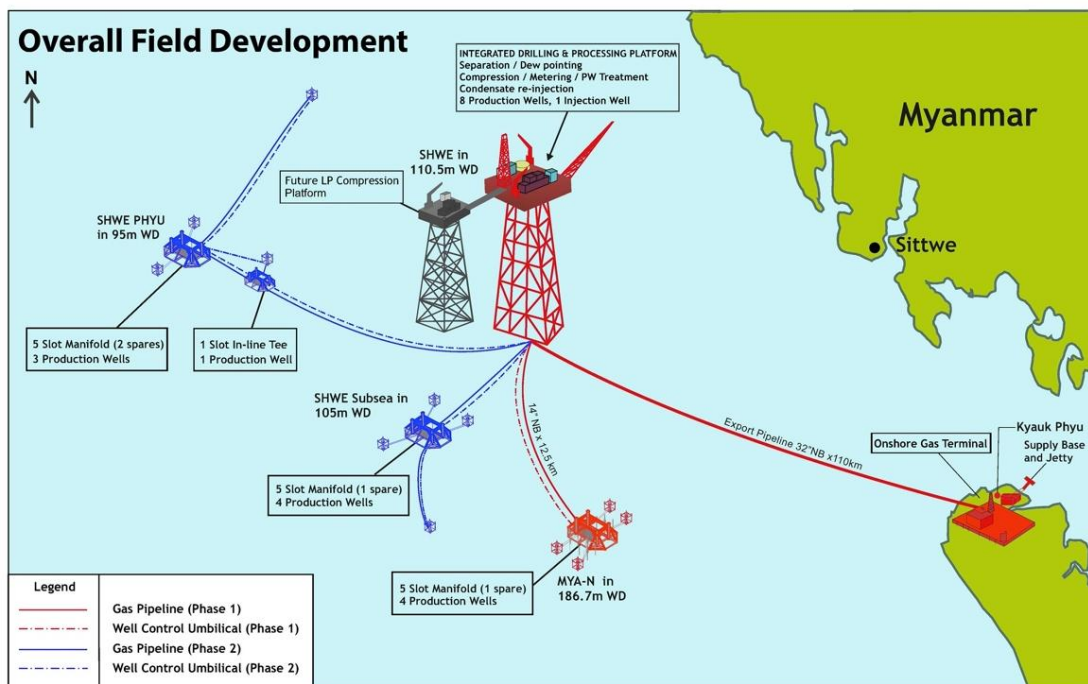 Overall Field Development
N
INTEGRATED DRILLING & PROCESSING PLATFORM
Separation / Dew pointing
Compression / Metering / PW Treatment
Condensate re-injection
8 Production Wells, 1 Injection Well
Myanmar
SHWE in
110.5m WD
Future LP Compression
Platform
SHWE PHYU
in 95m WD
Sittwe
5 Slot Manifold (2 spares)
3 Production Wells
1 Slot In-line Tee
1 Production Well
SHWE Subsea in
105m WD
14" NB x 12.5 km
Export Pipeline 32"NB x110km
Kyauk Phyu
Onshore Gas Terminal
Supply Base
and Jetty
5 Slot Manifold (1 spare)
4 Production Wells
MYA-N in
186.7m WD
5 Slot Manifold (1 spare)
4 Production Wells
Legend
Gas Pipeline (Phase 1)
Well Control Umbilical (Phase 1)
Gas Pipeline (Phase 2)
Well Control Umbilical (Phase 2)